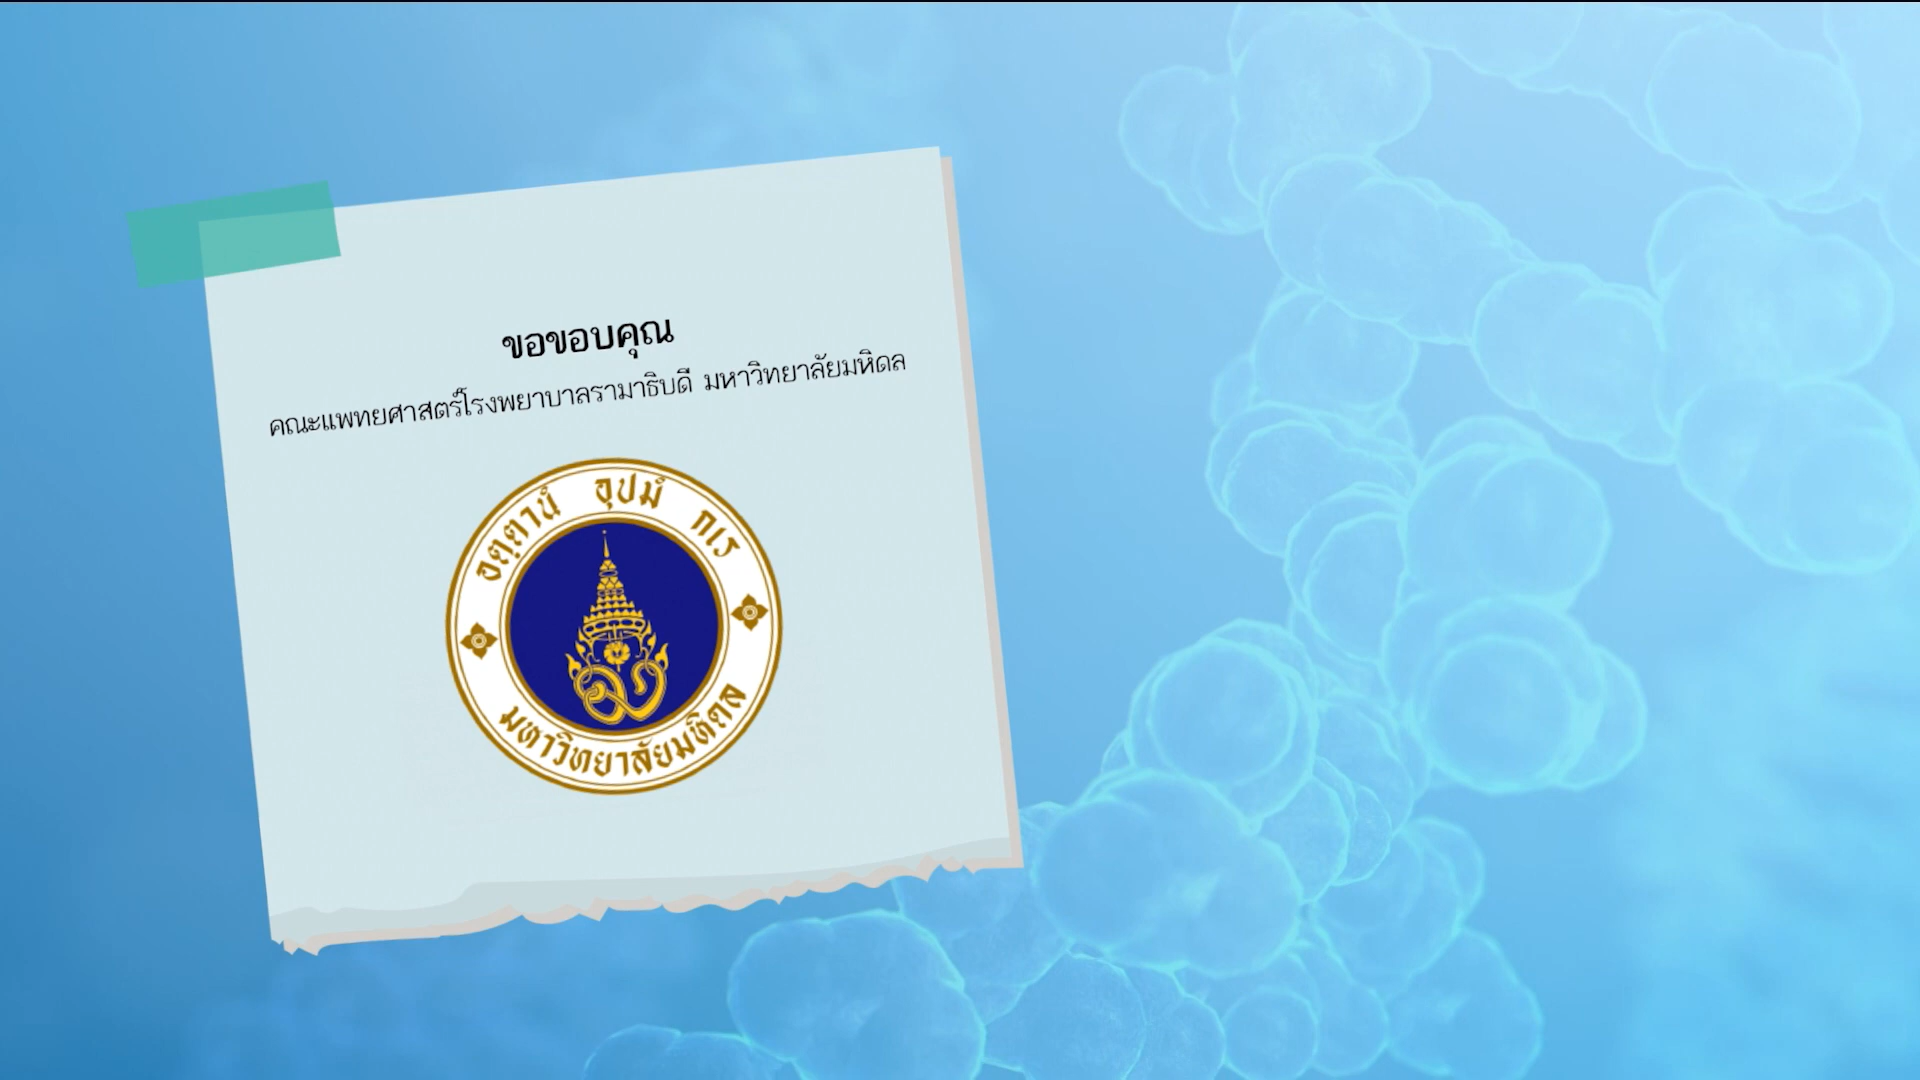 ขอขอบคุณ
คณะแพทยศาสตร์โรงพยาบาลรามาธิบดี มหาวิทยาลัยมหิดล
อตฺตานํ อุปมํ กเร
มหาวิทยาลัยมหิดล